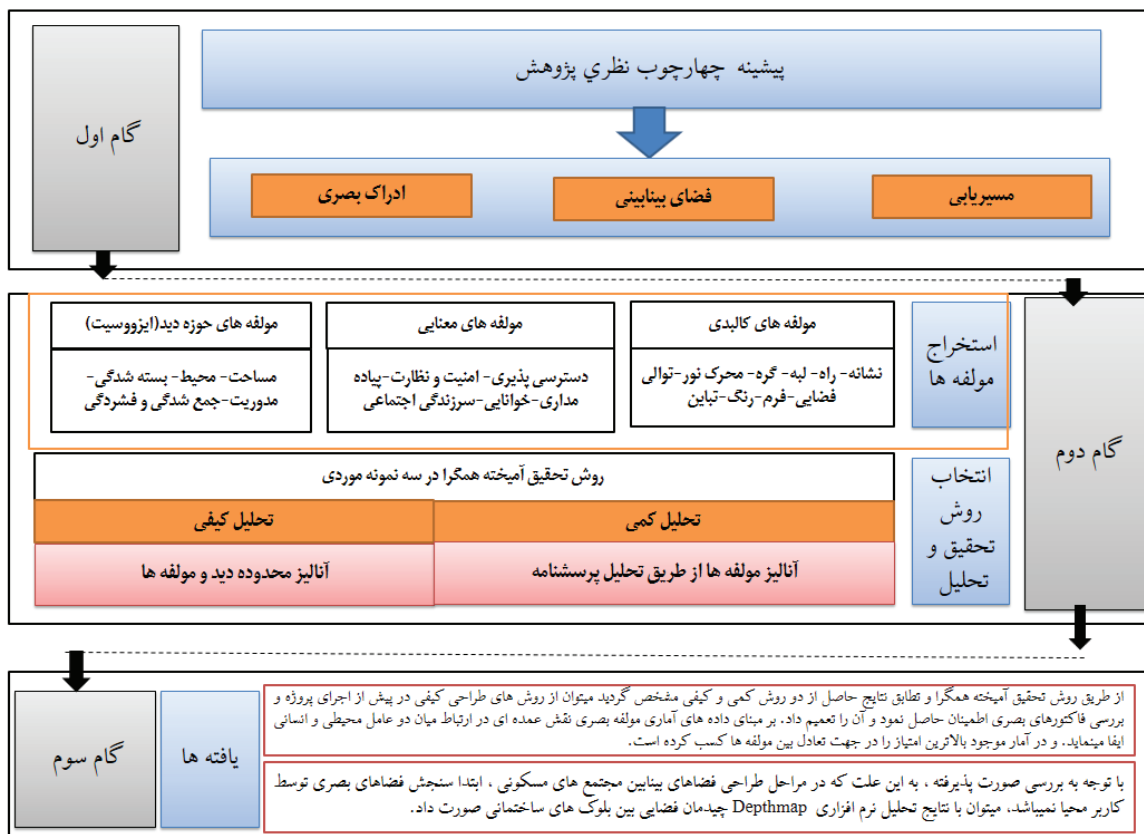 پیشینه چهارچوب نظري پژوهش
گام اول
مسیریابی
فضای بینابینی
ادراک بصری
گام دوم
استخراج
مولفه ها
مولفه های کالبدی
نشانه- راه- لبه- گره- محرک نور-توالی
فضایی-فرم-رنگ-تباین
مولفه های معنایی
دسترسی پذیری- امنیت و نظارت-پیاده
مداری-خوانایی-سرزندگی اجتماعی
مولفه های حوزه دید(ایزووسیت)
مساحت- محیط- بسته شدگی-
مدوریت-جمع شدگی و فشردگی
انتخاب
روش
تحقیق و
تحلیل
روش تحقیق آمیخته همگرا در سه نمونه موردی
تحلیل کمی
تحلیل کیفی
آنالیز مولفه ها از طریق تحلیل پرسشنامه
آنالیز محدوده دید و مولفه ها
گام سوم
یافته ها
از طریق روش تحقیق آمیخته همگرا و تطابق نتایج حاصل از دو روش کمی و کیفی مشخص گردید میتوان از روش های طراحی کیفی در پیش از اجرای پروژه و
بررسی فاکتورهای بصری اطمینان حاصل نمود و آن را تعمیم داد. بر مبنای داده های آماری مولفه بصری نقش عمده ای در ارتباط میان دو عامل محیطی و انسانی
ایفا مینماید. و در آمار موجود بالاترین امتیاز را در جهت تعادل بین مولفه ها کسب کرده است.
با توجه به بررسی صورت پذیرفته ، به این علت که در مراحل طراحی فضاهای بینابین مجتمع های مسکونی ، ابتدا سنجش فضاهای بصری توسط
کاربر محیا نمیباشد، میتوان با نتایج تحلیل نرم افزاری Depthmap چیدمان فضایی بین بلوک های ساختمانی صورت داد.